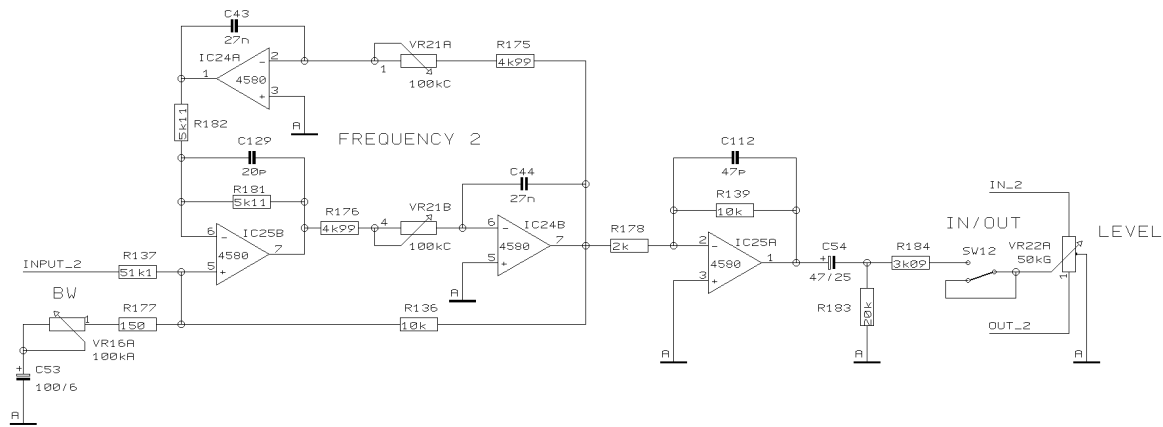 C43
27n
IC24A
2
1
4580
3
A
VR21A
1
100kC
R175
4k99
5k11
R182
FREQUENCY 2
C129
20p
R181
5k11
6
IC25B
4580
7
5
INPUT_2
R137
51k1
BW
R177
150
1
VR16A
100kA
+
C53
100/6
A
R176
4k99
4
VR21B
100kC
C44
27n
6
IC24B
4580
7
5
A
R136
10k
R178
2k
C112
47p
R139
10k
2
IC25A
4580
1
3
A
C54
+
47/25
R183
20k
A
R184
3k09
IN/OUT
SW12
IN_2
VR22A
50kG
1
LEVEL
OUT_2
A